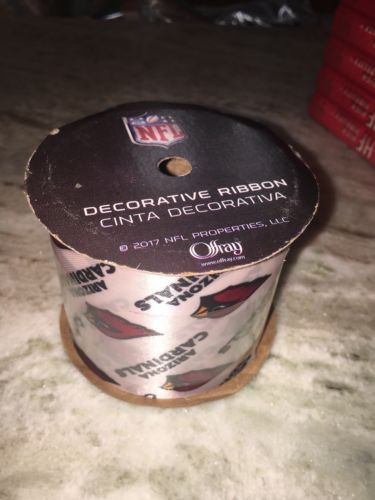 NFL
DECORATIVE RIBBON
CINTA DECORATIVA
© 2017 NFL PROPERTIES, LLC
Offray
www.offray.com
ARIZONA
CARDINALS
ARIZONA
CARDINALS